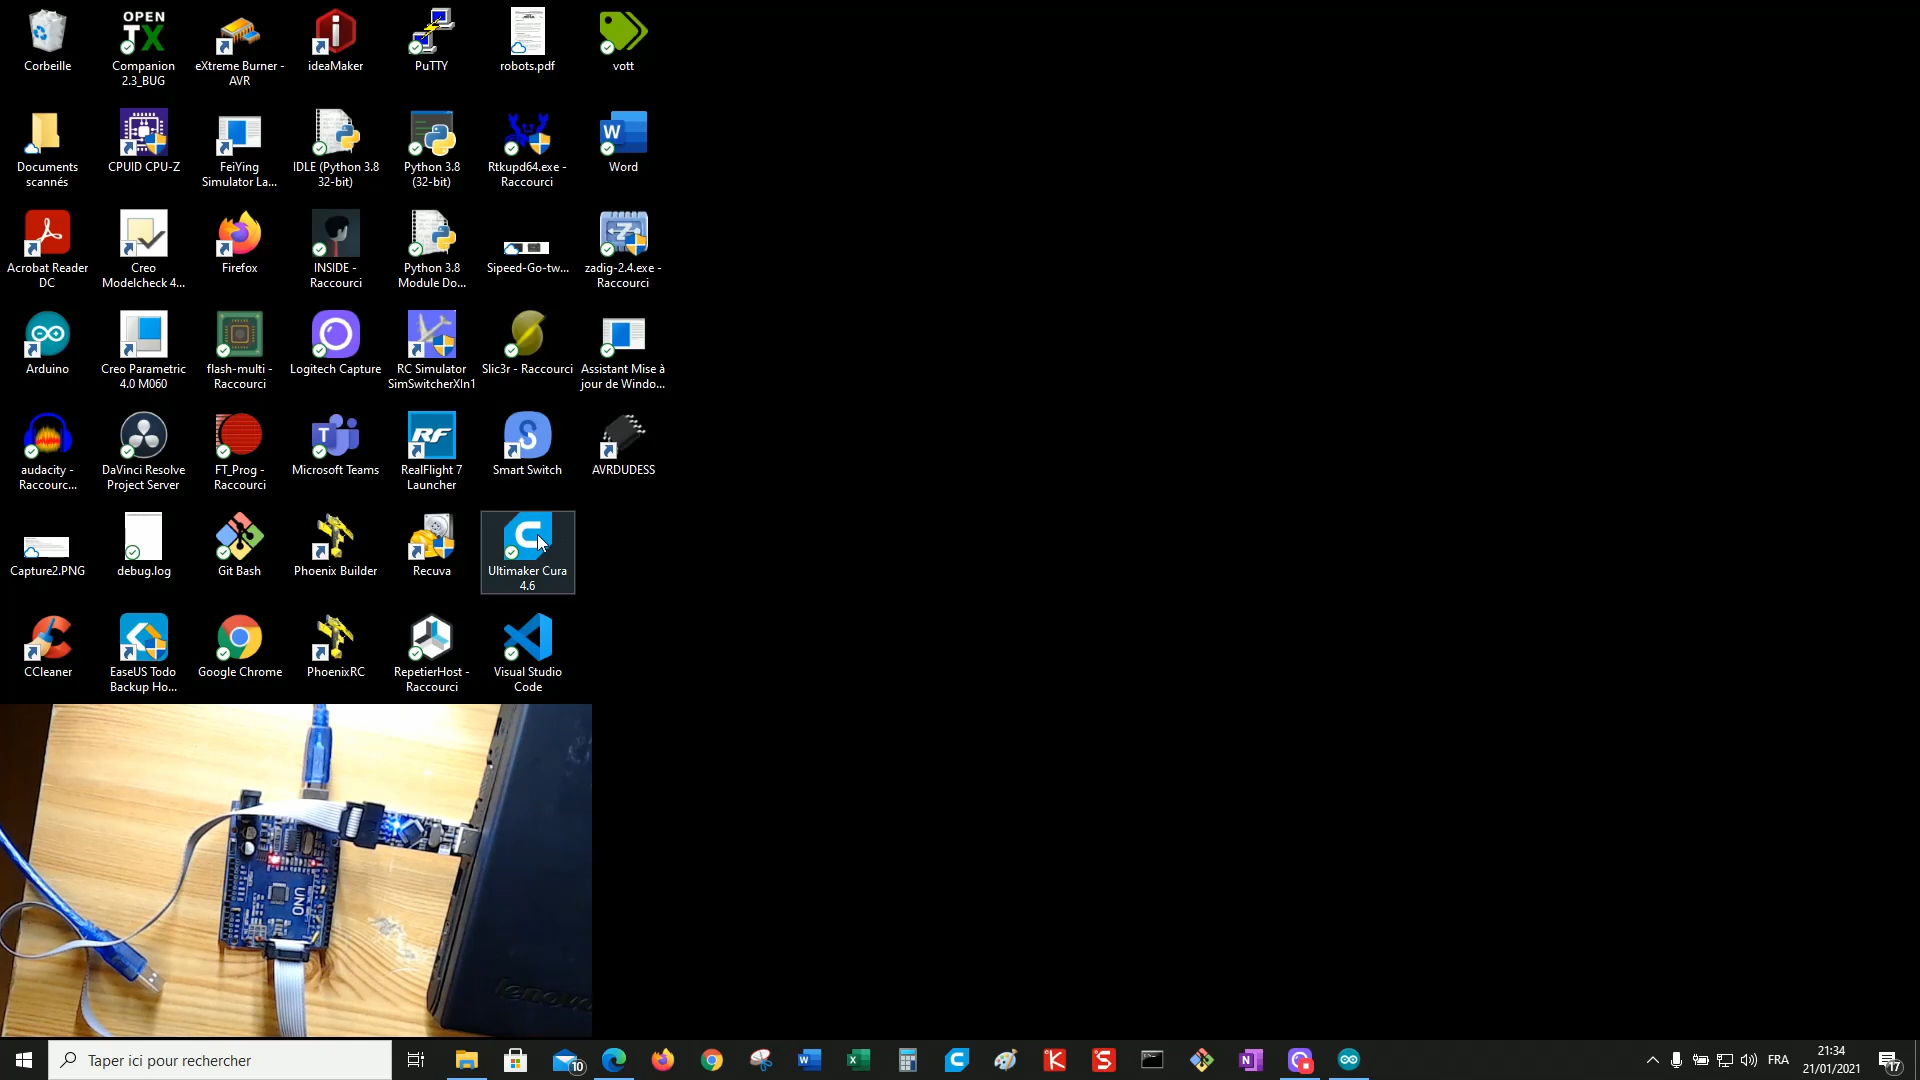 Corbeille
OPEN
TX
Companion
2.3_BUG
eXtreme Burner -
AVR
ideaMaker
PuTTY
robots.pdf
vott
Documents
scannés
CPUID CPU-Z
FeiYing
Simulator La...
IDLE (Python 3.8
32-bit)
Python 3.8
(32-bit)
Rtkupd64.exe -
Raccourci
W
Word
Acrobat Reader
DC
Creo
Modelcheck 4...
Firefox
INSIDE -
Raccourci
Python 3.8
Module Do...
Sipeed-Go-tw...
zadig-2.4.exe -
Raccourci
Arduino
Creo Parametric
4.0 M060
flash-multi -
Raccourci
Logitech Capture
RC Simulator
SimSwitcherXIn1
Slic3r - Raccourci
Assistant Mise à
jour de Windo...
audacity -
Raccourc...
DaVinci Resolve
Project Server
FT_Prog -
Raccourci
T
Microsoft Teams
RF
RealFlight 7
Launcher
S
Smart Switch
AVRDUDESS
Capture2.PNG
debug.log
Git Bash
Phoenix Builder
Recuva
C
Ultimaker Cura
4.6
CCleaner
EaseUS Todo
Backup Ho...
Google Chrome
PhoenixRC
RepetierHost -
Raccourci
Visual Studio
Code
UNO
lenovo
Taper ici pour rechercher
10
W
X
C
K
S
N
FRA
21:34
21/01/2021
17